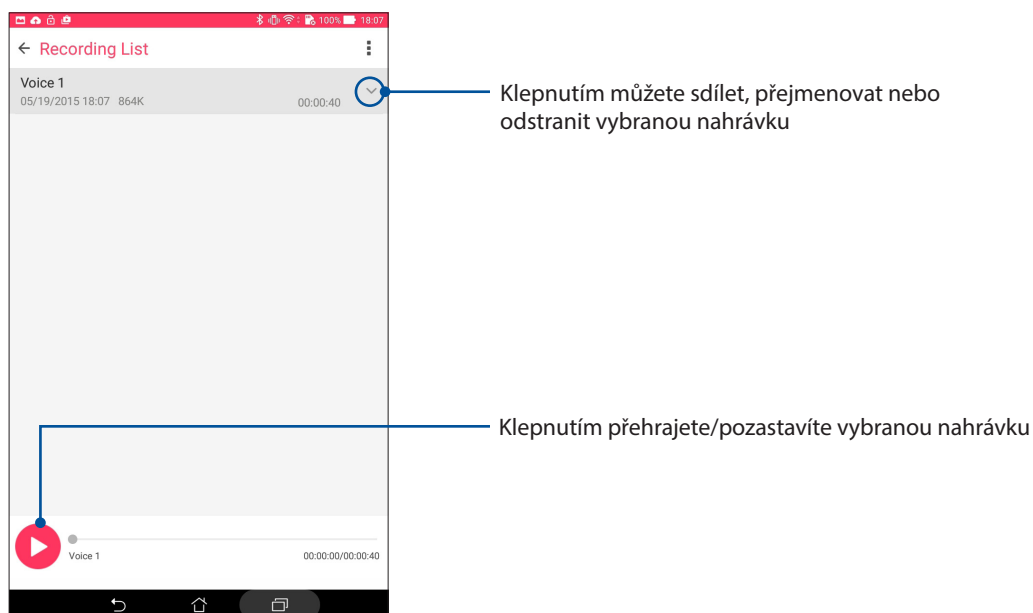 100% 18:07
Recording List
Voice 1
05/19/2015 18:07 864K 00:00:40
Klepnutím můžete sdílet, přejmenovat nebo
odstranit vybranou nahrávku
Klepnutím přehrajete/pozastavíte vybranou nahrávku
Voice 1 00:00:00/00:00:40